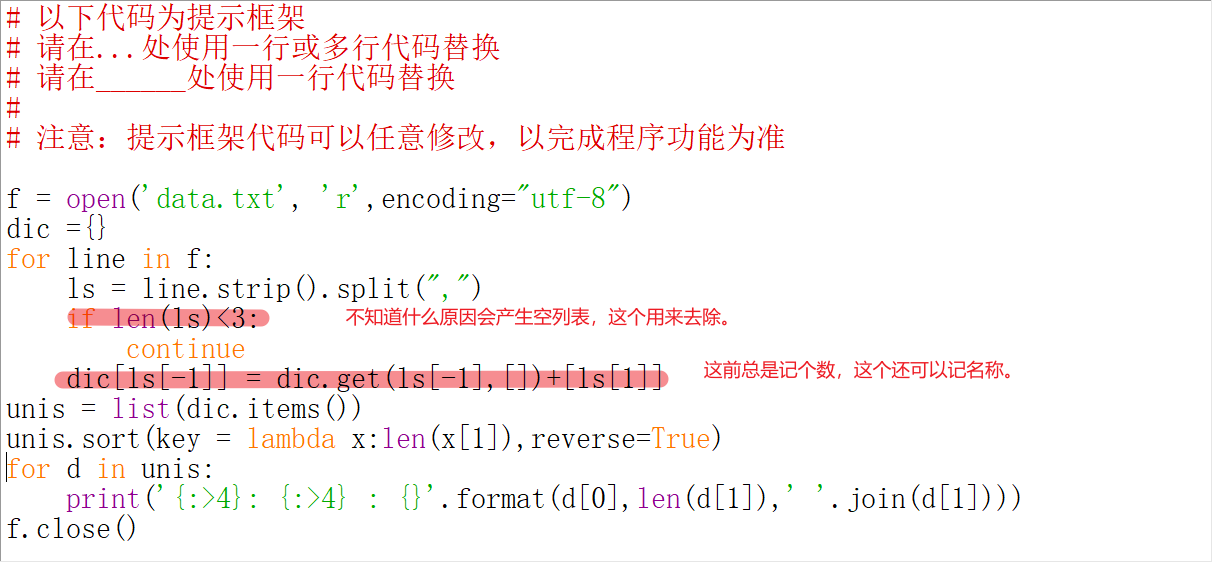 # 以下代码为提示框架
# 请在...处使用一行或多行代码替换
# 请在______处使用一行代码替换
#
# 注意：提示框架代码可以任意修改，以完成程序功能为准
f = open('data.txt', 'r',encoding="utf-8")
dic ={}
for line in f:
    ls = line.strip().split(",")
    if len(ls)<3: 不知道什么原因会产生空列表，这个用来去除。
        continue
    dic[ls[-1]] = dic.get(ls[-1],[])+[ls[1]] 这前总是记个数，这个还可以记名称。
unis = list(dic.items())
unis.sort(key = lambda x:len(x[1]),reverse=True)
for d in unis:
    print('{:>4}: {:>4} : {}'.format(d[0],len(d[1]),' '.join(d[1])))
f.close()